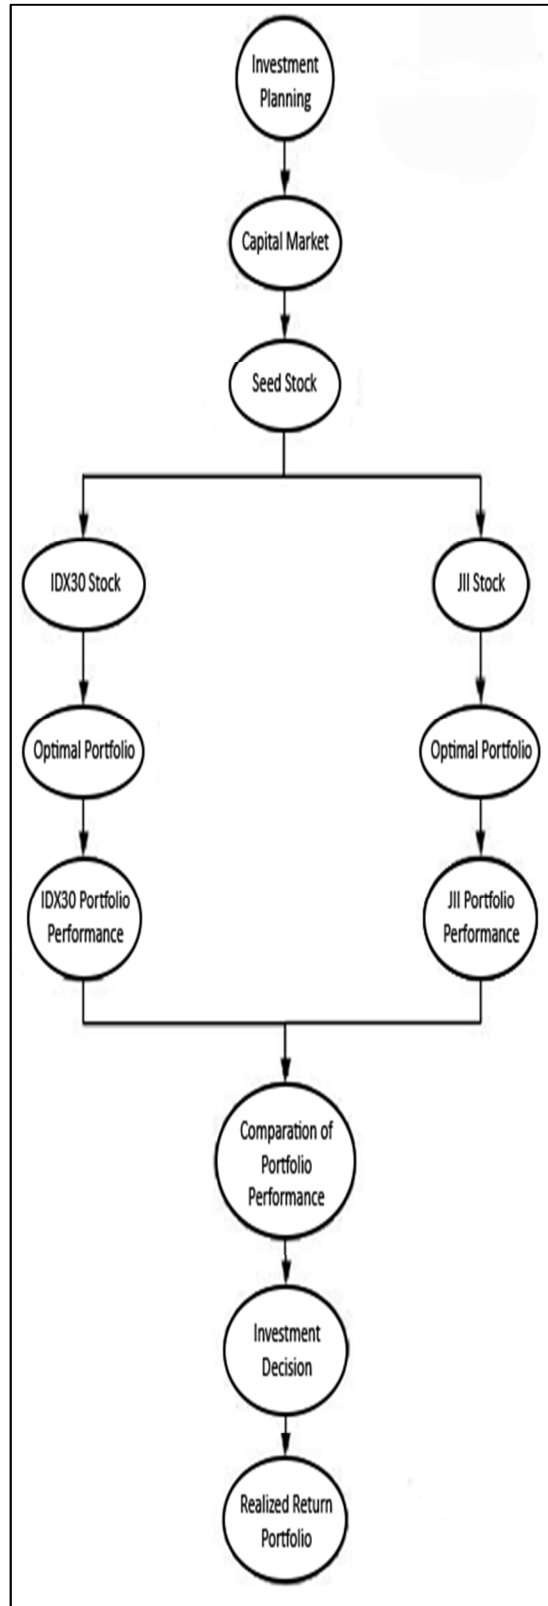 Investment
Planning
Capital Market
Seed Stock
IDX30 Stock
JII Stock
Optimal Portfolio
Optimal Portfolio
IDX30 Portfolio
Performance
JII Portfolio
Performance
Comparation of
Portfolio
Performance
Investment
Decision
Realized Return
Portfolio